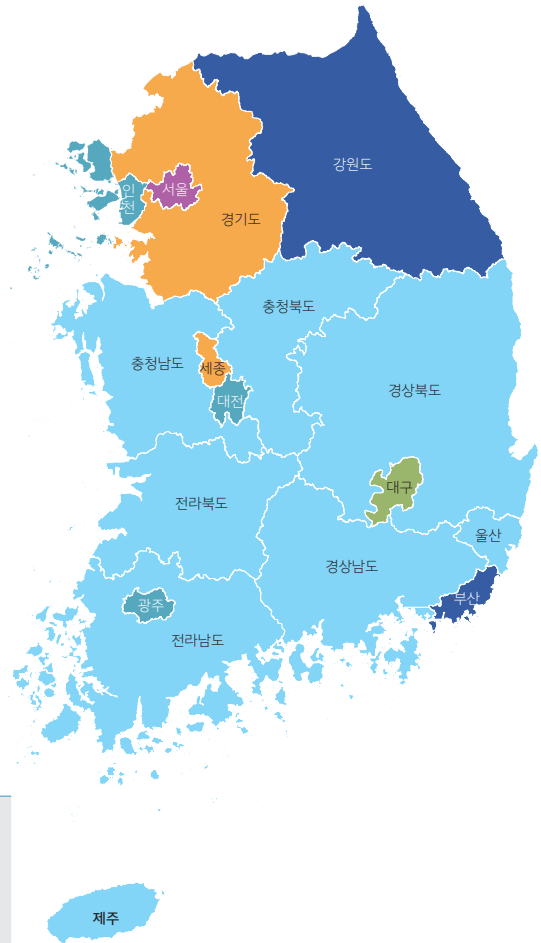 강원도
인
천
서울
경기도
충청북도
충청남도
세종
경상북도
대전
대구
전라북도
울산
경상남도
부산
광주
전라남도
제주